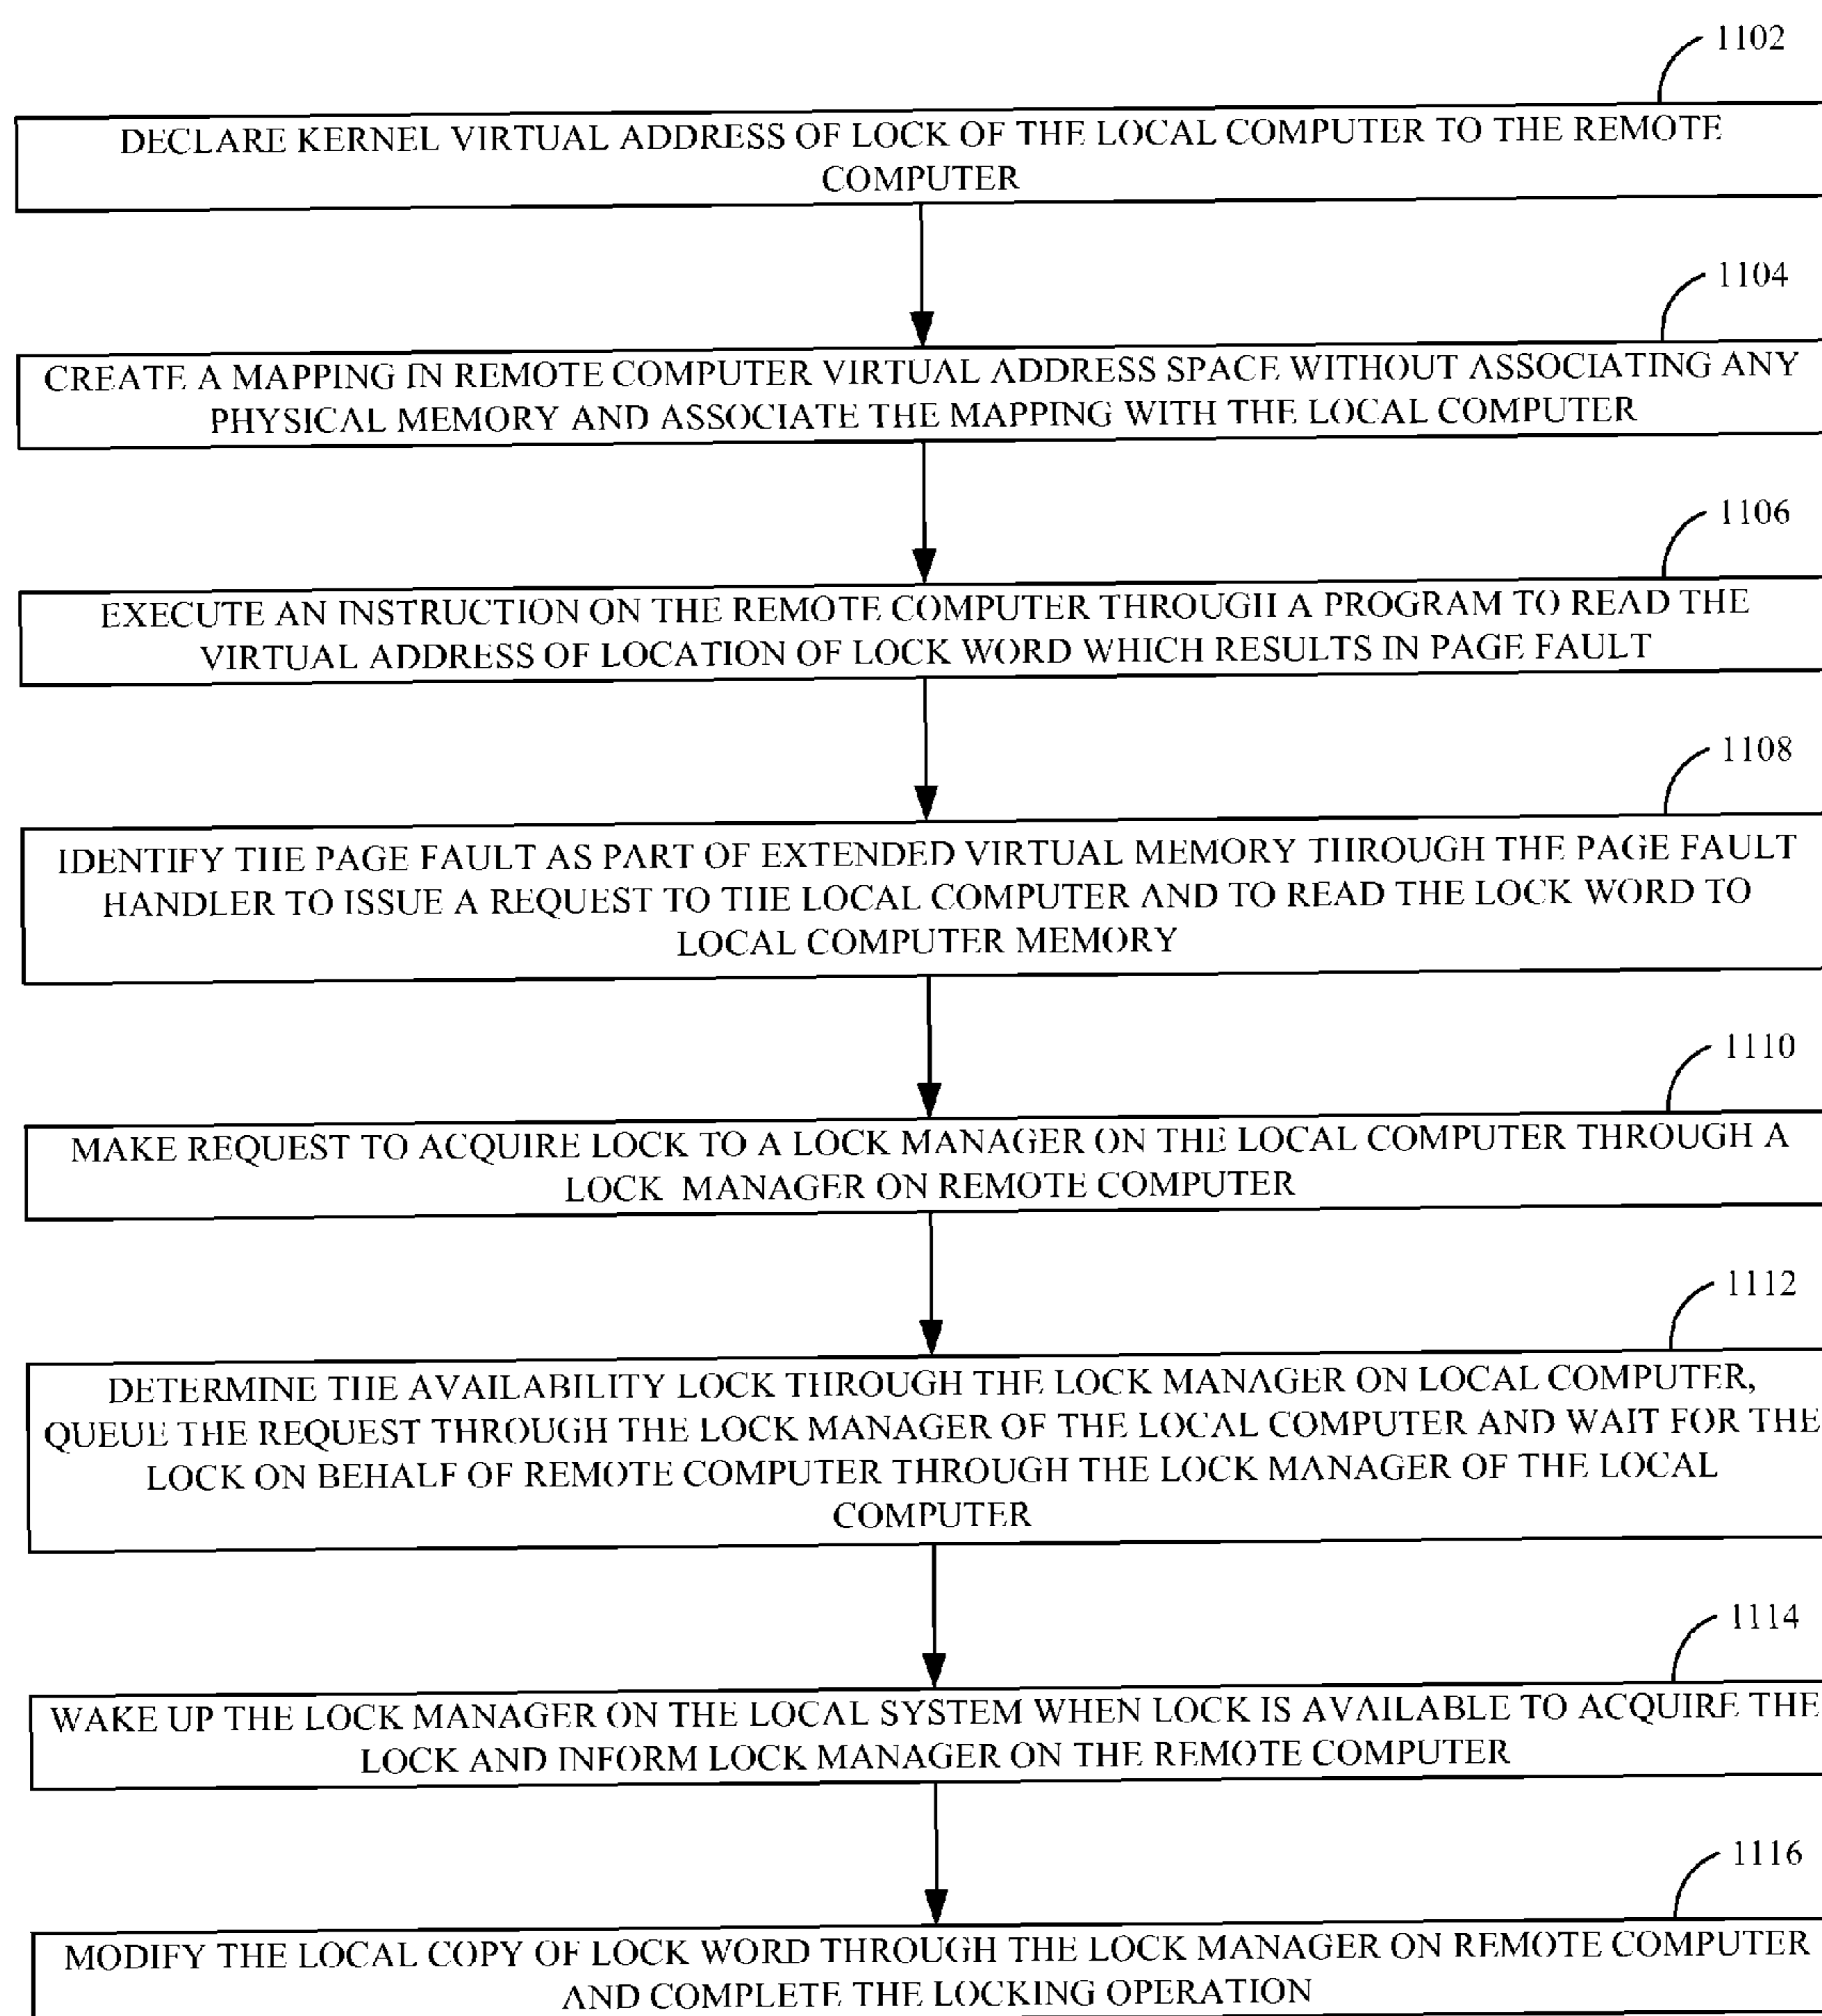 1102
DECLARE KERNEL VIRTUAL ADDRESS OF LOCK OF THE LOCAL COMPUTER TO THE REMOTE
COMPUTER
1104
CREATE A MAPPING IN REMOTE COMPUTER VIRTUAL ADDRESS SPACE WITHOUT ASSOCIATING ANY
PHYSICAL MEMORY AND ASSOCIATE THE MAPPING WITH THE LOCAL COMPUTER
1106
EXECUTE AN INSTRUCTION ON THE REMOTE COMPUTER THROUGH A PROGRAM TO READ THE
VIRTUAL ADDRESS OF LOCATION OF LOCK WORD WHICH RESULTS IN PAGE FAULT
1108
IDENTIFY THE PAGE FAULT AS PART OF EXTENDED VIRTUAL MEMORY THROUGH THE PAGE FAULT
HANDLER TO ISSUE A REQUEST TO THE LOCAL COMPUTER AND TO READ THE LOCK WORD TO
LOCAL COMPUTER MEMORY
1110
MAKE REQUEST TO ACQUIRE LOCK TO A LOCK MANAGER ON THE LOCAL COMPUTER THROUGH A
LOCK MANAGER ON REMOTE COMPUTER
1112
DETERMINE THE AVAILABILITY LOCK THROUGH THE LOCK MANAGER ON LOCAL COMPUTER,
QUEUE THE REQUEST THROUGH THE LOCK MANAGER OF THE LOCAL COMPUTER AND WAIT FOR THE
LOCK ON BEHALF OF REMOTE COMPUTER THROUGH THE LOCK MANAGER OF THE LOCAL
COMPUTER
1114
WAKE UP THE LOCK MANAGER ON THE LOCAL SYSTEM WHEN LOCK IS AVAILABLE TO ACQUIRE THE
LOCK AND INFORM LOCK MANAGER ON THE REMOTE COMPUTER
1116
MODIFY THE LOCAL COPY OF LOCK WORD THROUGH THE LOCK MANAGER ON REMOTE COMPUTER
AND COMPLETE THE LOCKING OPERATION